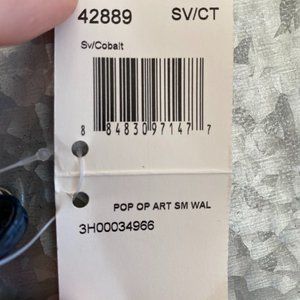 42889 SV/CT
Sv/Cobalt
8 84830 97147 7
POP OP ART SM WAL
3H00034966